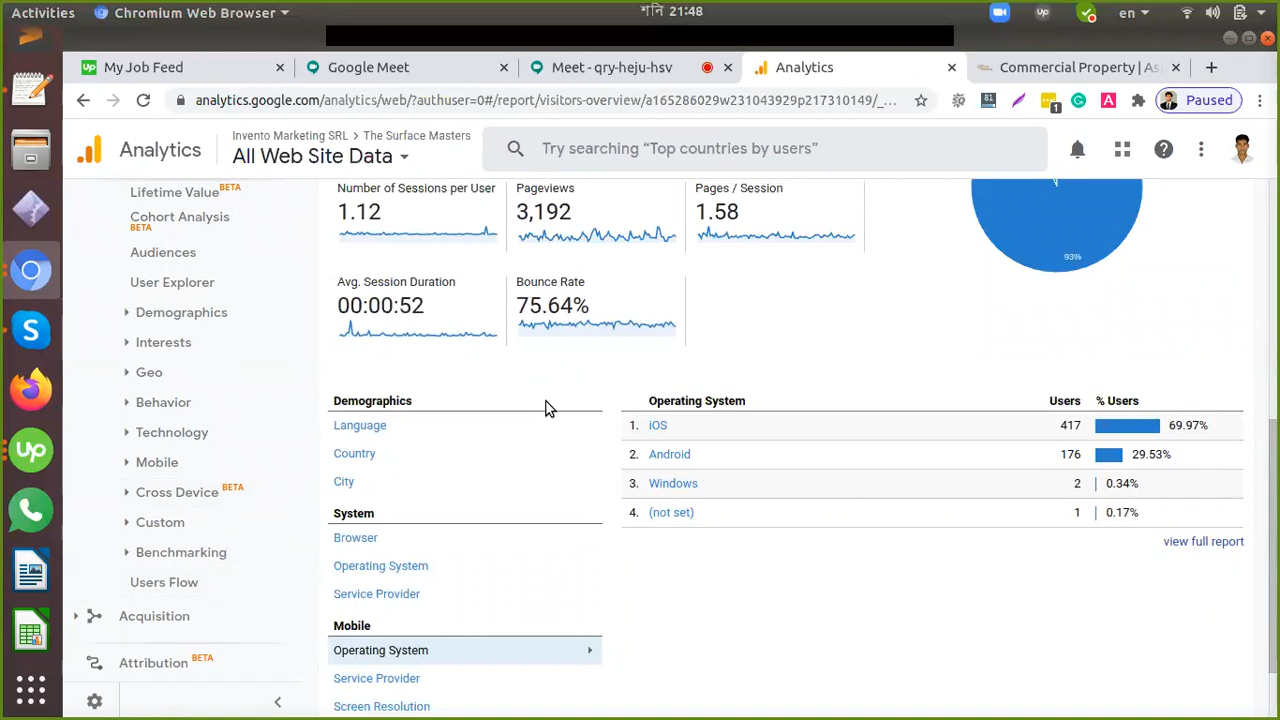 Activities
Chromium Web Browser
শনি 21:48
en
My Job Feed
Google Meet
Meet - qry-heju-hsv
Analytics
Commercial Property | As
analytics.google.com/analytics/web/?authuser=0#/report/visitors-overview/a165286029w231043929p217310149/_...
81
1
A
Paused
Analytics
Invento Marketing SRL > The Surface Masters
All Web Site Data
Try searching “Top countries by users”
Lifetime Value BETA
Cohort Analysis
BETA
Audiences
User Explorer
Demographics
Interests
Geo
Behavior
Technology
Mobile
Cross Device BETA
Custom
Benchmarking
Users Flow
Acquisition
Attribution BETA
Number of Sessions per User
1.12
Pageviews
3,192
Pages / Session
1.58
93%
Avg. Session Duration
00:00:52
Bounce Rate
75.64%
Demographics
Language
Country
City
System
Browser
Operating System
Service Provider
Mobile
Operating System
Service Provider
Screen Resolution
Operating System Users % Users
1. iOS 417 69.97%
2. Android 176 29.53%
3. Windows 2 0.34%
4. (not set) 1 0.17%
view full report